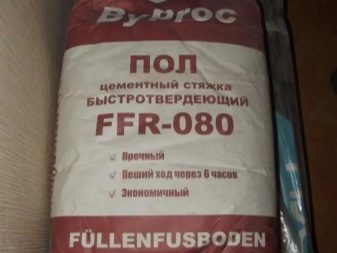 Bybroc
ПОЛ
цементный стяжка
БЫСТРОТВЕРДЕЮЩИЙ
FFR-080
Прочный
Пеший ход через 6 часов
Экономичный
FÜLLENFUSBODEN